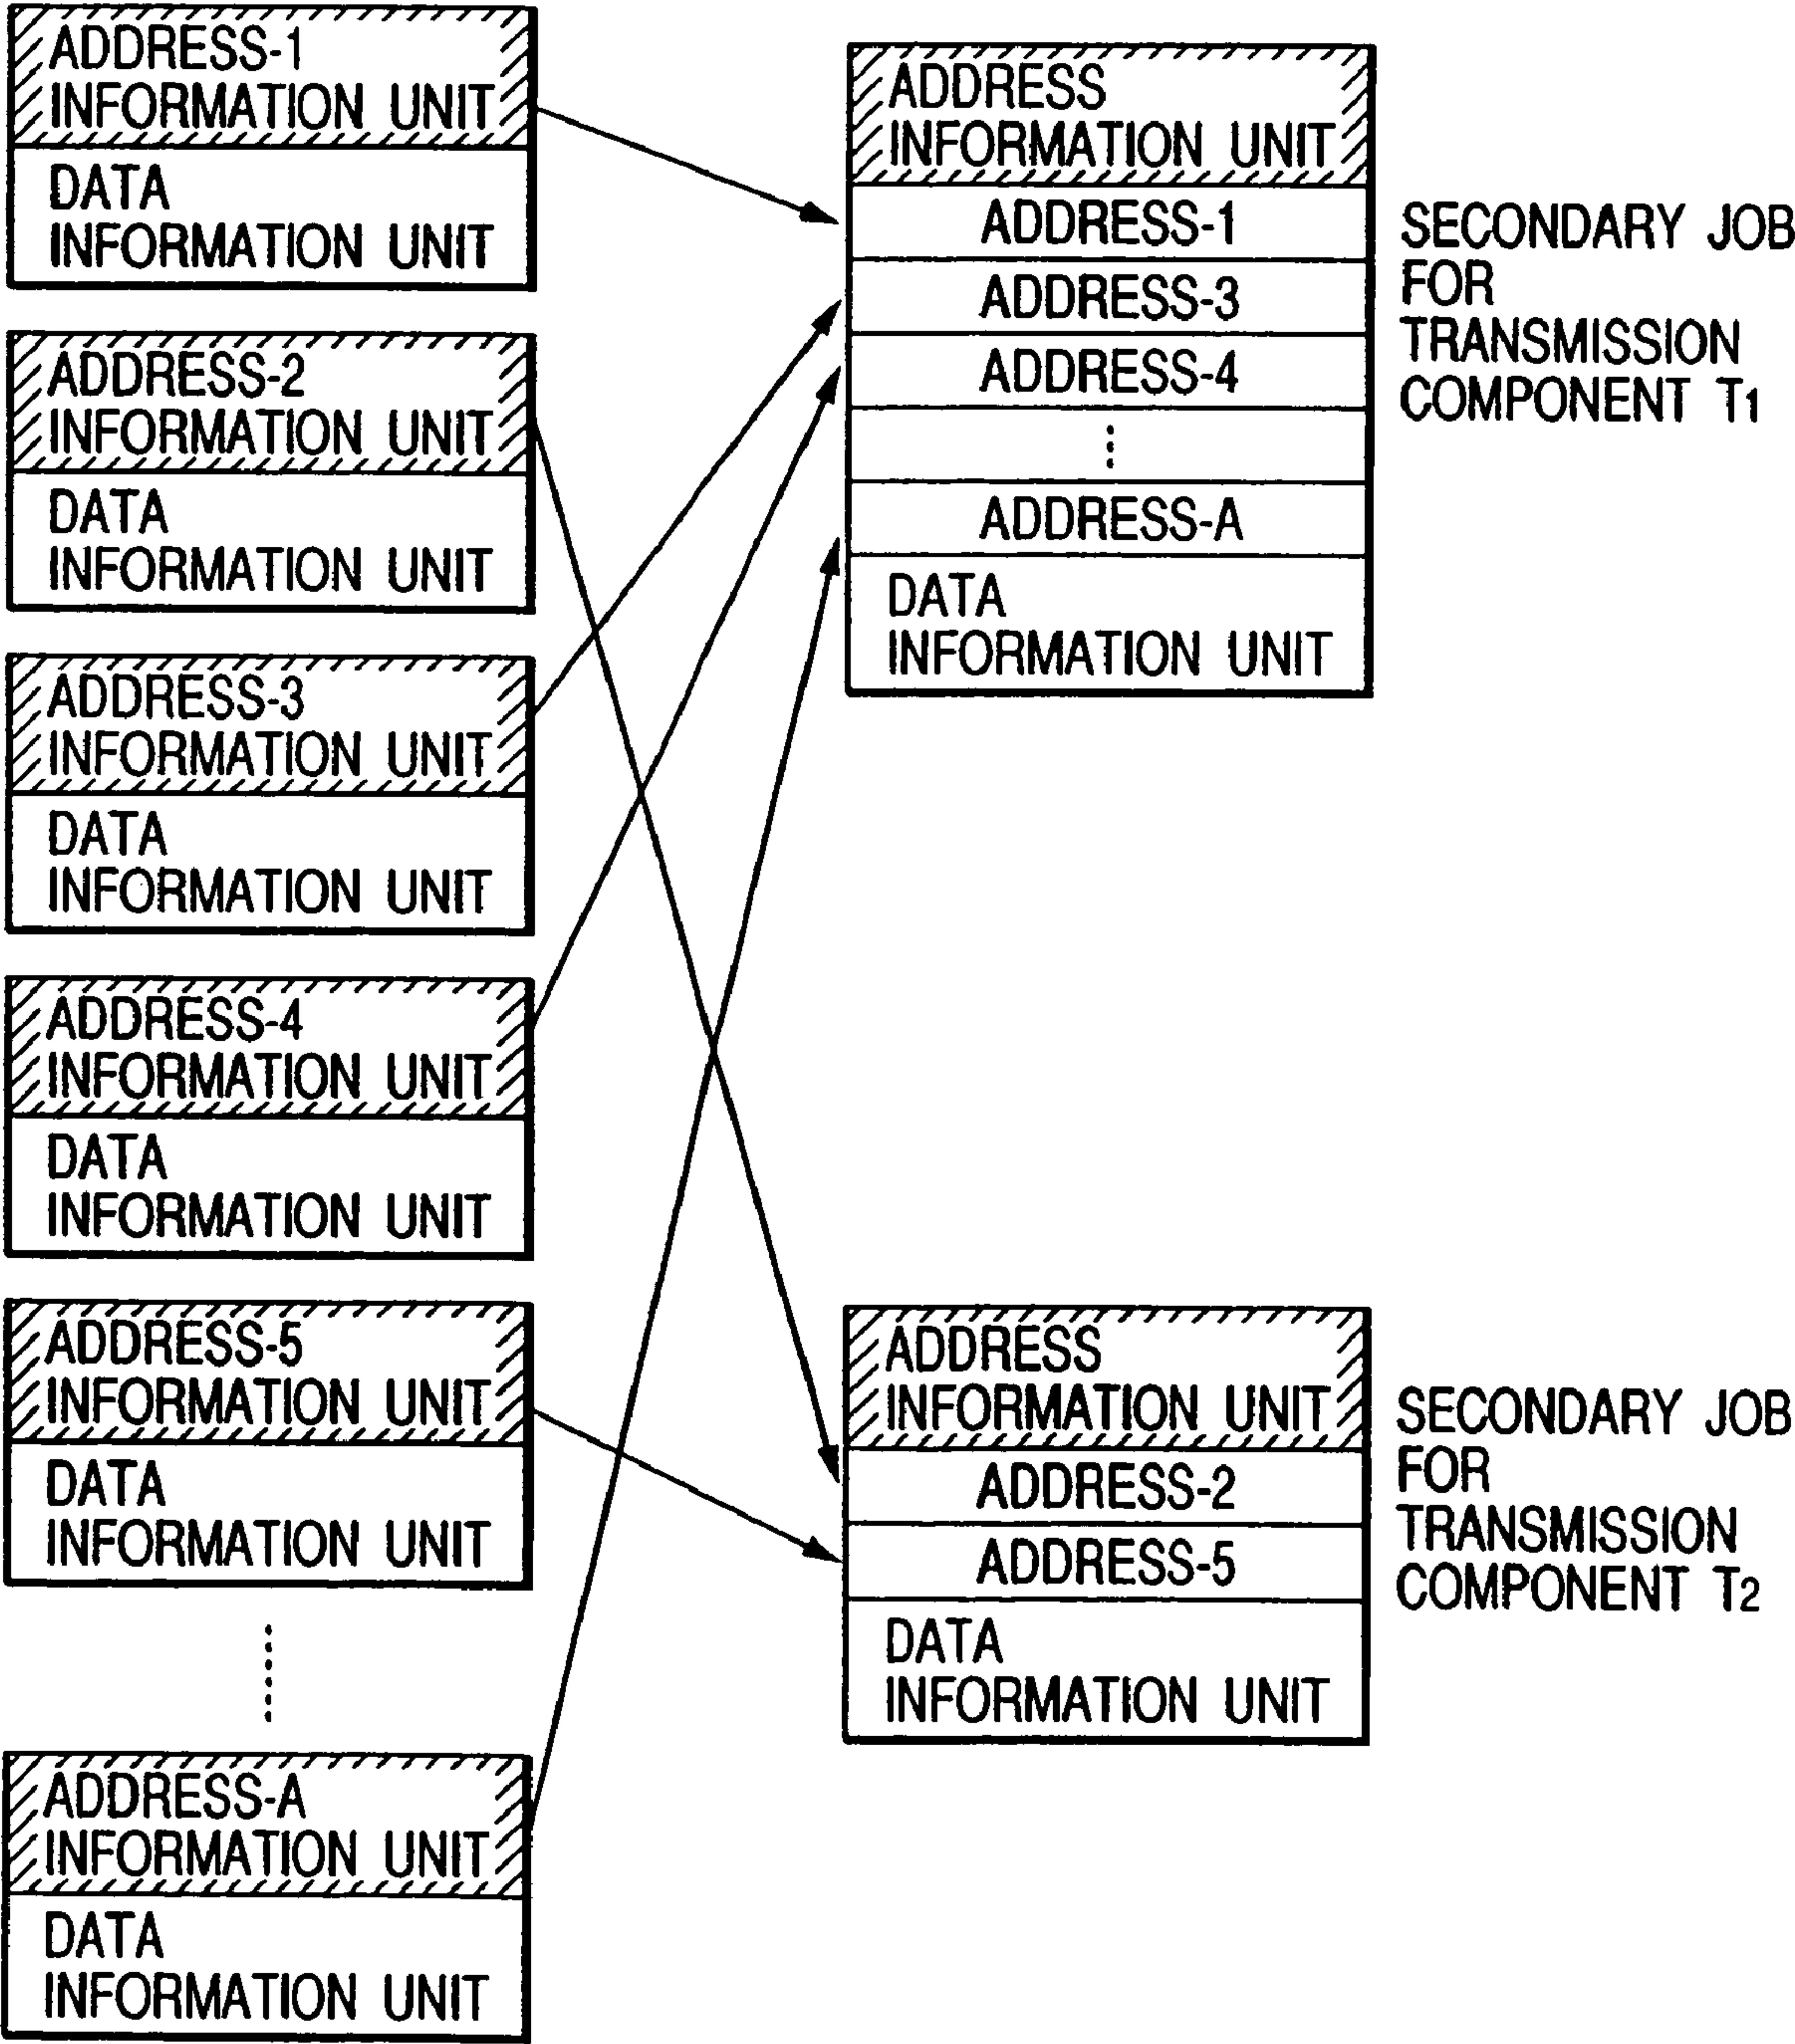 ADDRESS-1
INFORMATION UNIT
DATA
INFORMATION UNIT
ADDRESS-2
INFORMATION UNIT
DATA
INFORMATION UNIT
ADDRESS-3
INFORMATION UNIT
DATA
INFORMATION UNIT
ADDRESS-4
INFORMATION UNIT
DATA
INFORMATION UNIT
ADDRESS-5
INFORMATION UNIT
DATA
INFORMATION UNIT
ADDRESS-A
INFORMATION UNIT
DATA
INFORMATION UNIT
ADDRESS
INFORMATION UNIT
ADDRESS-1
ADDRESS-3
ADDRESS-4
ADDRESS-A
DATA
INFORMATION UNIT
SECONDARY JOB
FOR
TRANSMISSION
COMPONENT T1
ADDRESS
INFORMATION UNIT
ADDRESS-2
ADDRESS-5
DATA
INFORMATION UNIT
SECONDARY JOB
FOR
TRANSMISSION
COMPONENT T2